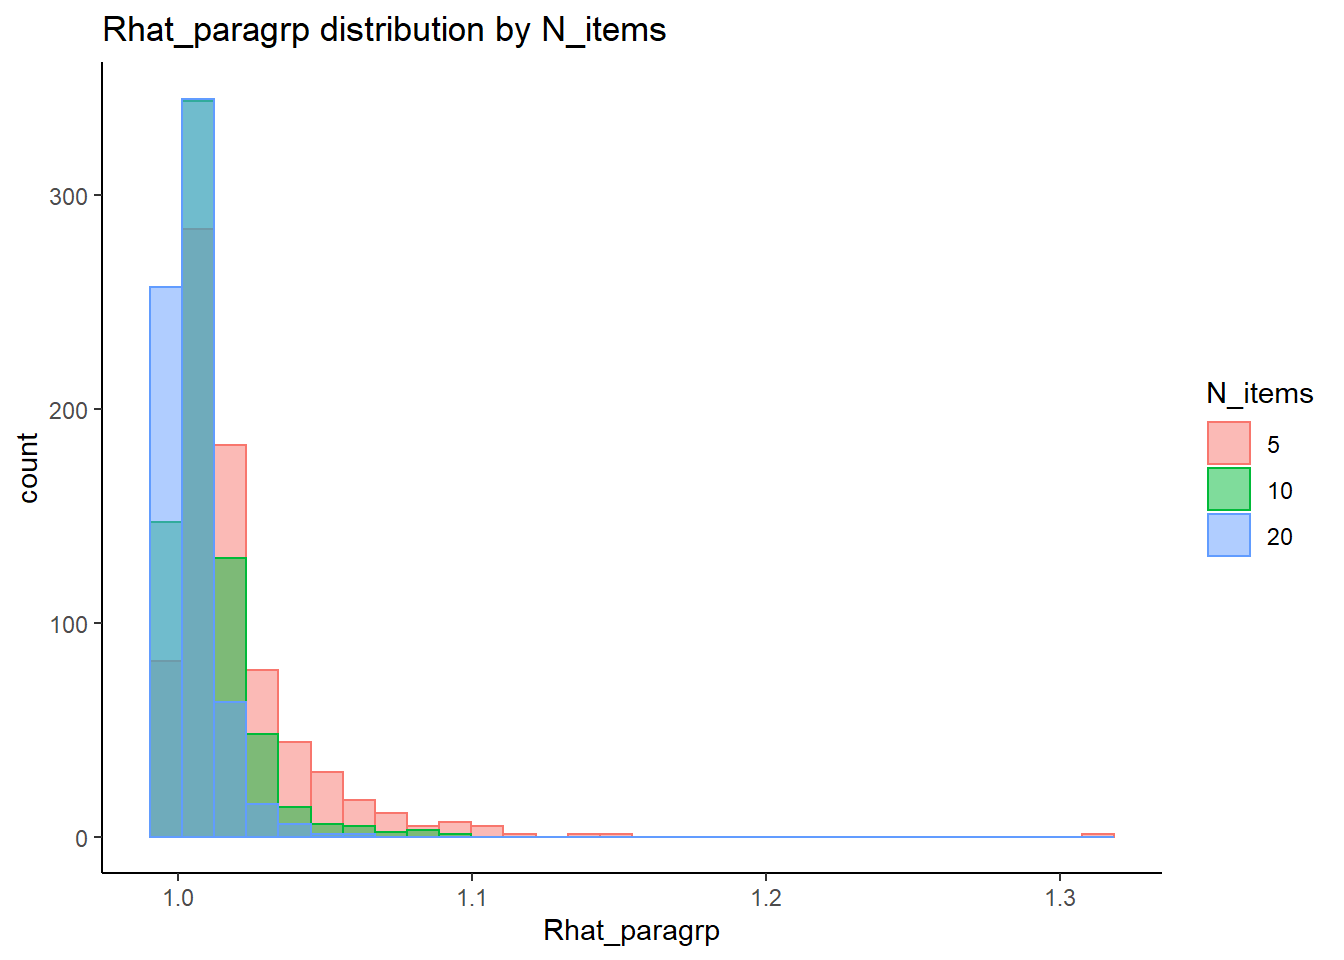 Rhat_paragrp distribution by N_items
300
200
100
0
count
1.0 1.1 1.2 1.3
Rhat_paragrp
N_items
5
10
20